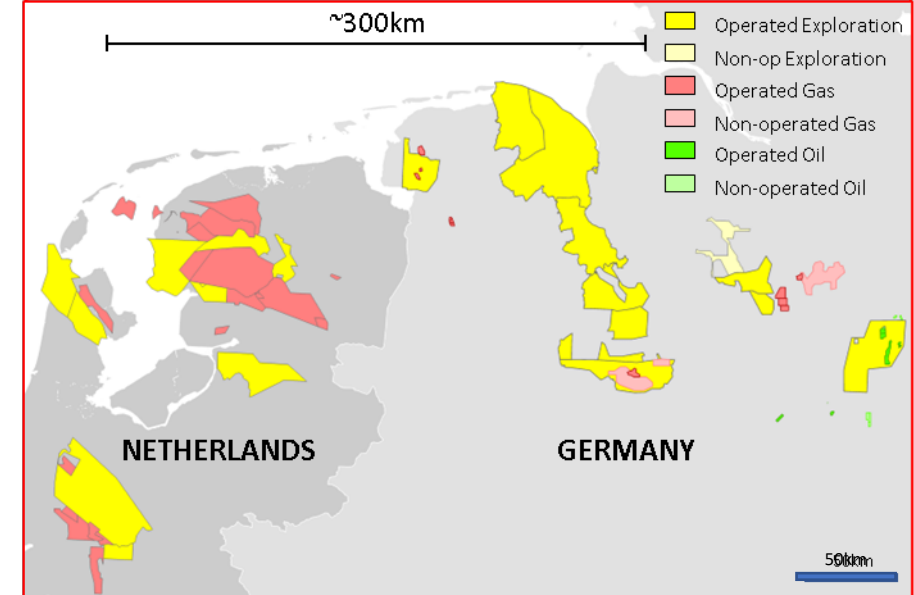 ~300km
Operated Exploration
Non-op Exploration
Operated Gas
Non-operated Gas
Operated Oil
Non-operated Oil
NETHERLANDS
GERMANY